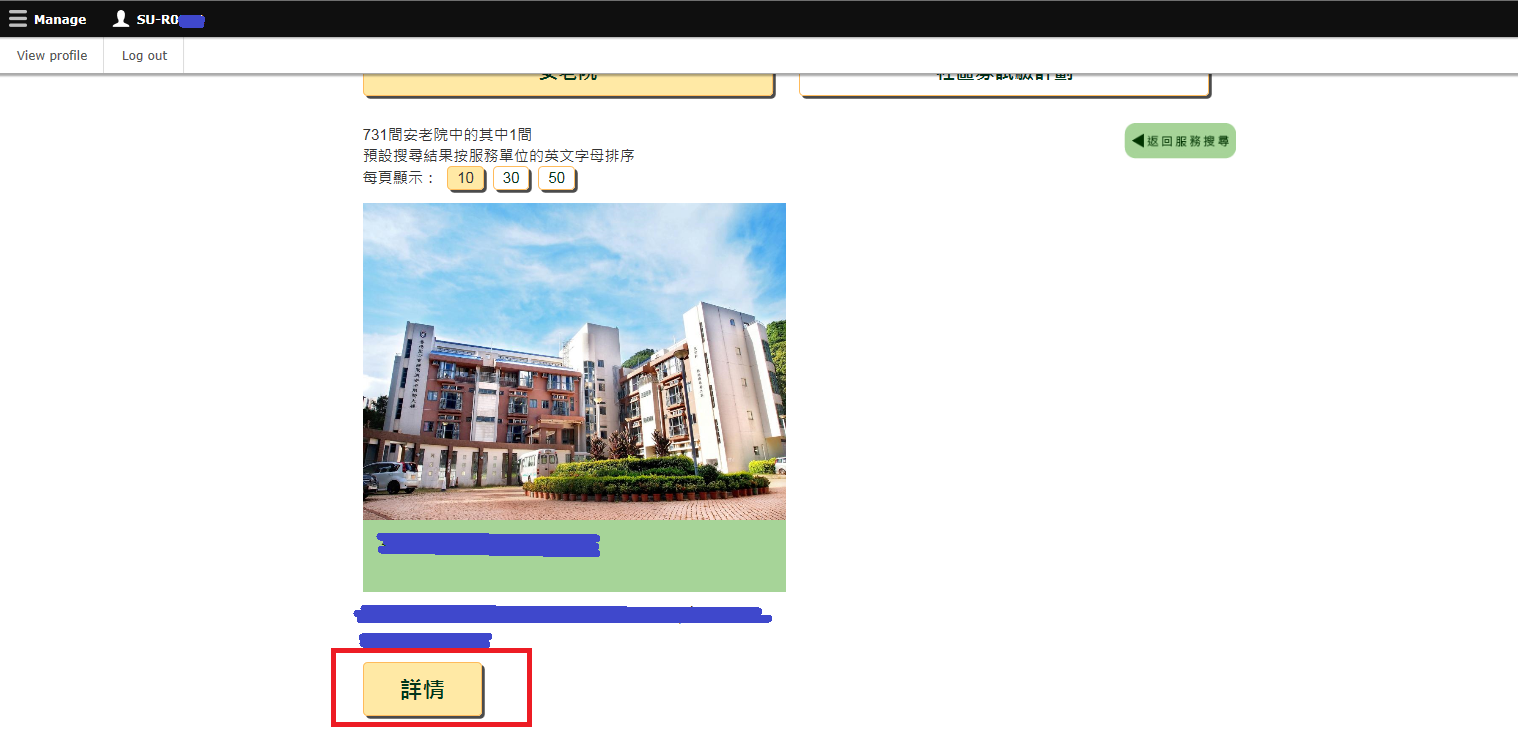 Manage
SU-R0
View profile
Log out
安老院
社區券試驗計劃
731間安老院中的其中1間
返回服務搜尋
預設搜尋結果按服務單位的英文字母排序
每頁顯示： 10 30 50
詳情